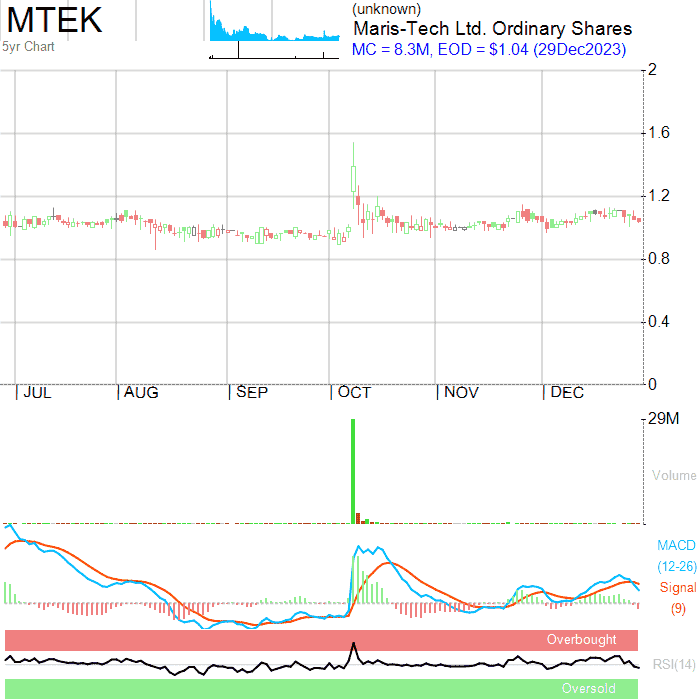 MTEK
5yr Chart
(unknown)
Maris-Tech Ltd. Ordinary Shares
MC = 8.3M, EOD = $1.04 (29Dec2023)
2
1.6
1.2
0.8
0.4
0
JUL AUG SEP OCT NOV DEC
29M
Volume
MACD
(12-26)
Signal
(9)
Overbought
RSI(14)
Oversold